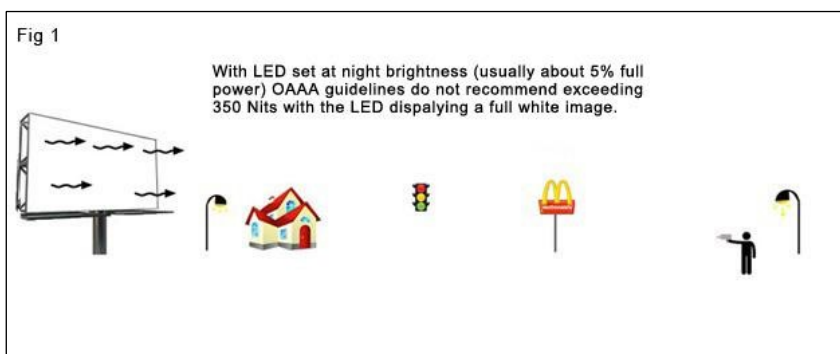 Fig 1
With LED set at night brightness (usually about 5% full
power) OAAA guidelines do not recommend exceeding
350 Nits with the LED dispalying a full white image.